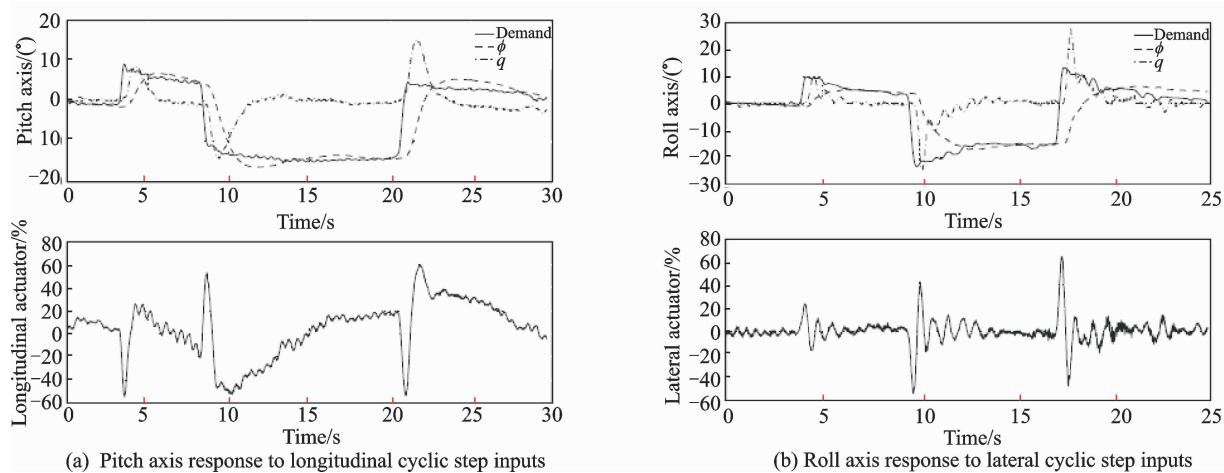 Pitch axis/(°)
20
10
0
10
−20
Demand
ϕ
q
0 5 10 15 20 25 30
Time/s
Longitudinal actuator/%
80
60
40
20
0
−20
−40
−60
0 5 10 15 20 25 30
Time/s
(a) Pitch axis response to longitudinal cyclic step inputs
Roll axis/(°)
30
20
10
0
−10
−20
−30
Demand
ϕ
q
0 5 10 15 20 25
Time/s
Lateral actuator/%
80
60
40
20
0
−20
−40
−60
0 5 10 15 20 25
Time/s
(b) Roll axis response to lateral cyclic step inputs